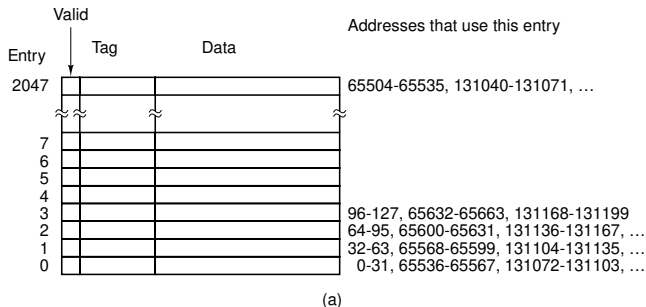 Valid
Addresses that use this entry
Entry Tag Data
2047 65504-65535, 131040-131071, …
7
6
5
4
3 96-127, 65632-65663, 131168-131199
2 64-95, 65600-65631, 131136-131167, …
1 32-63, 65568-65599, 131104-131135, …
0 0-31, 65536-65567, 131072-131103, …
(a)